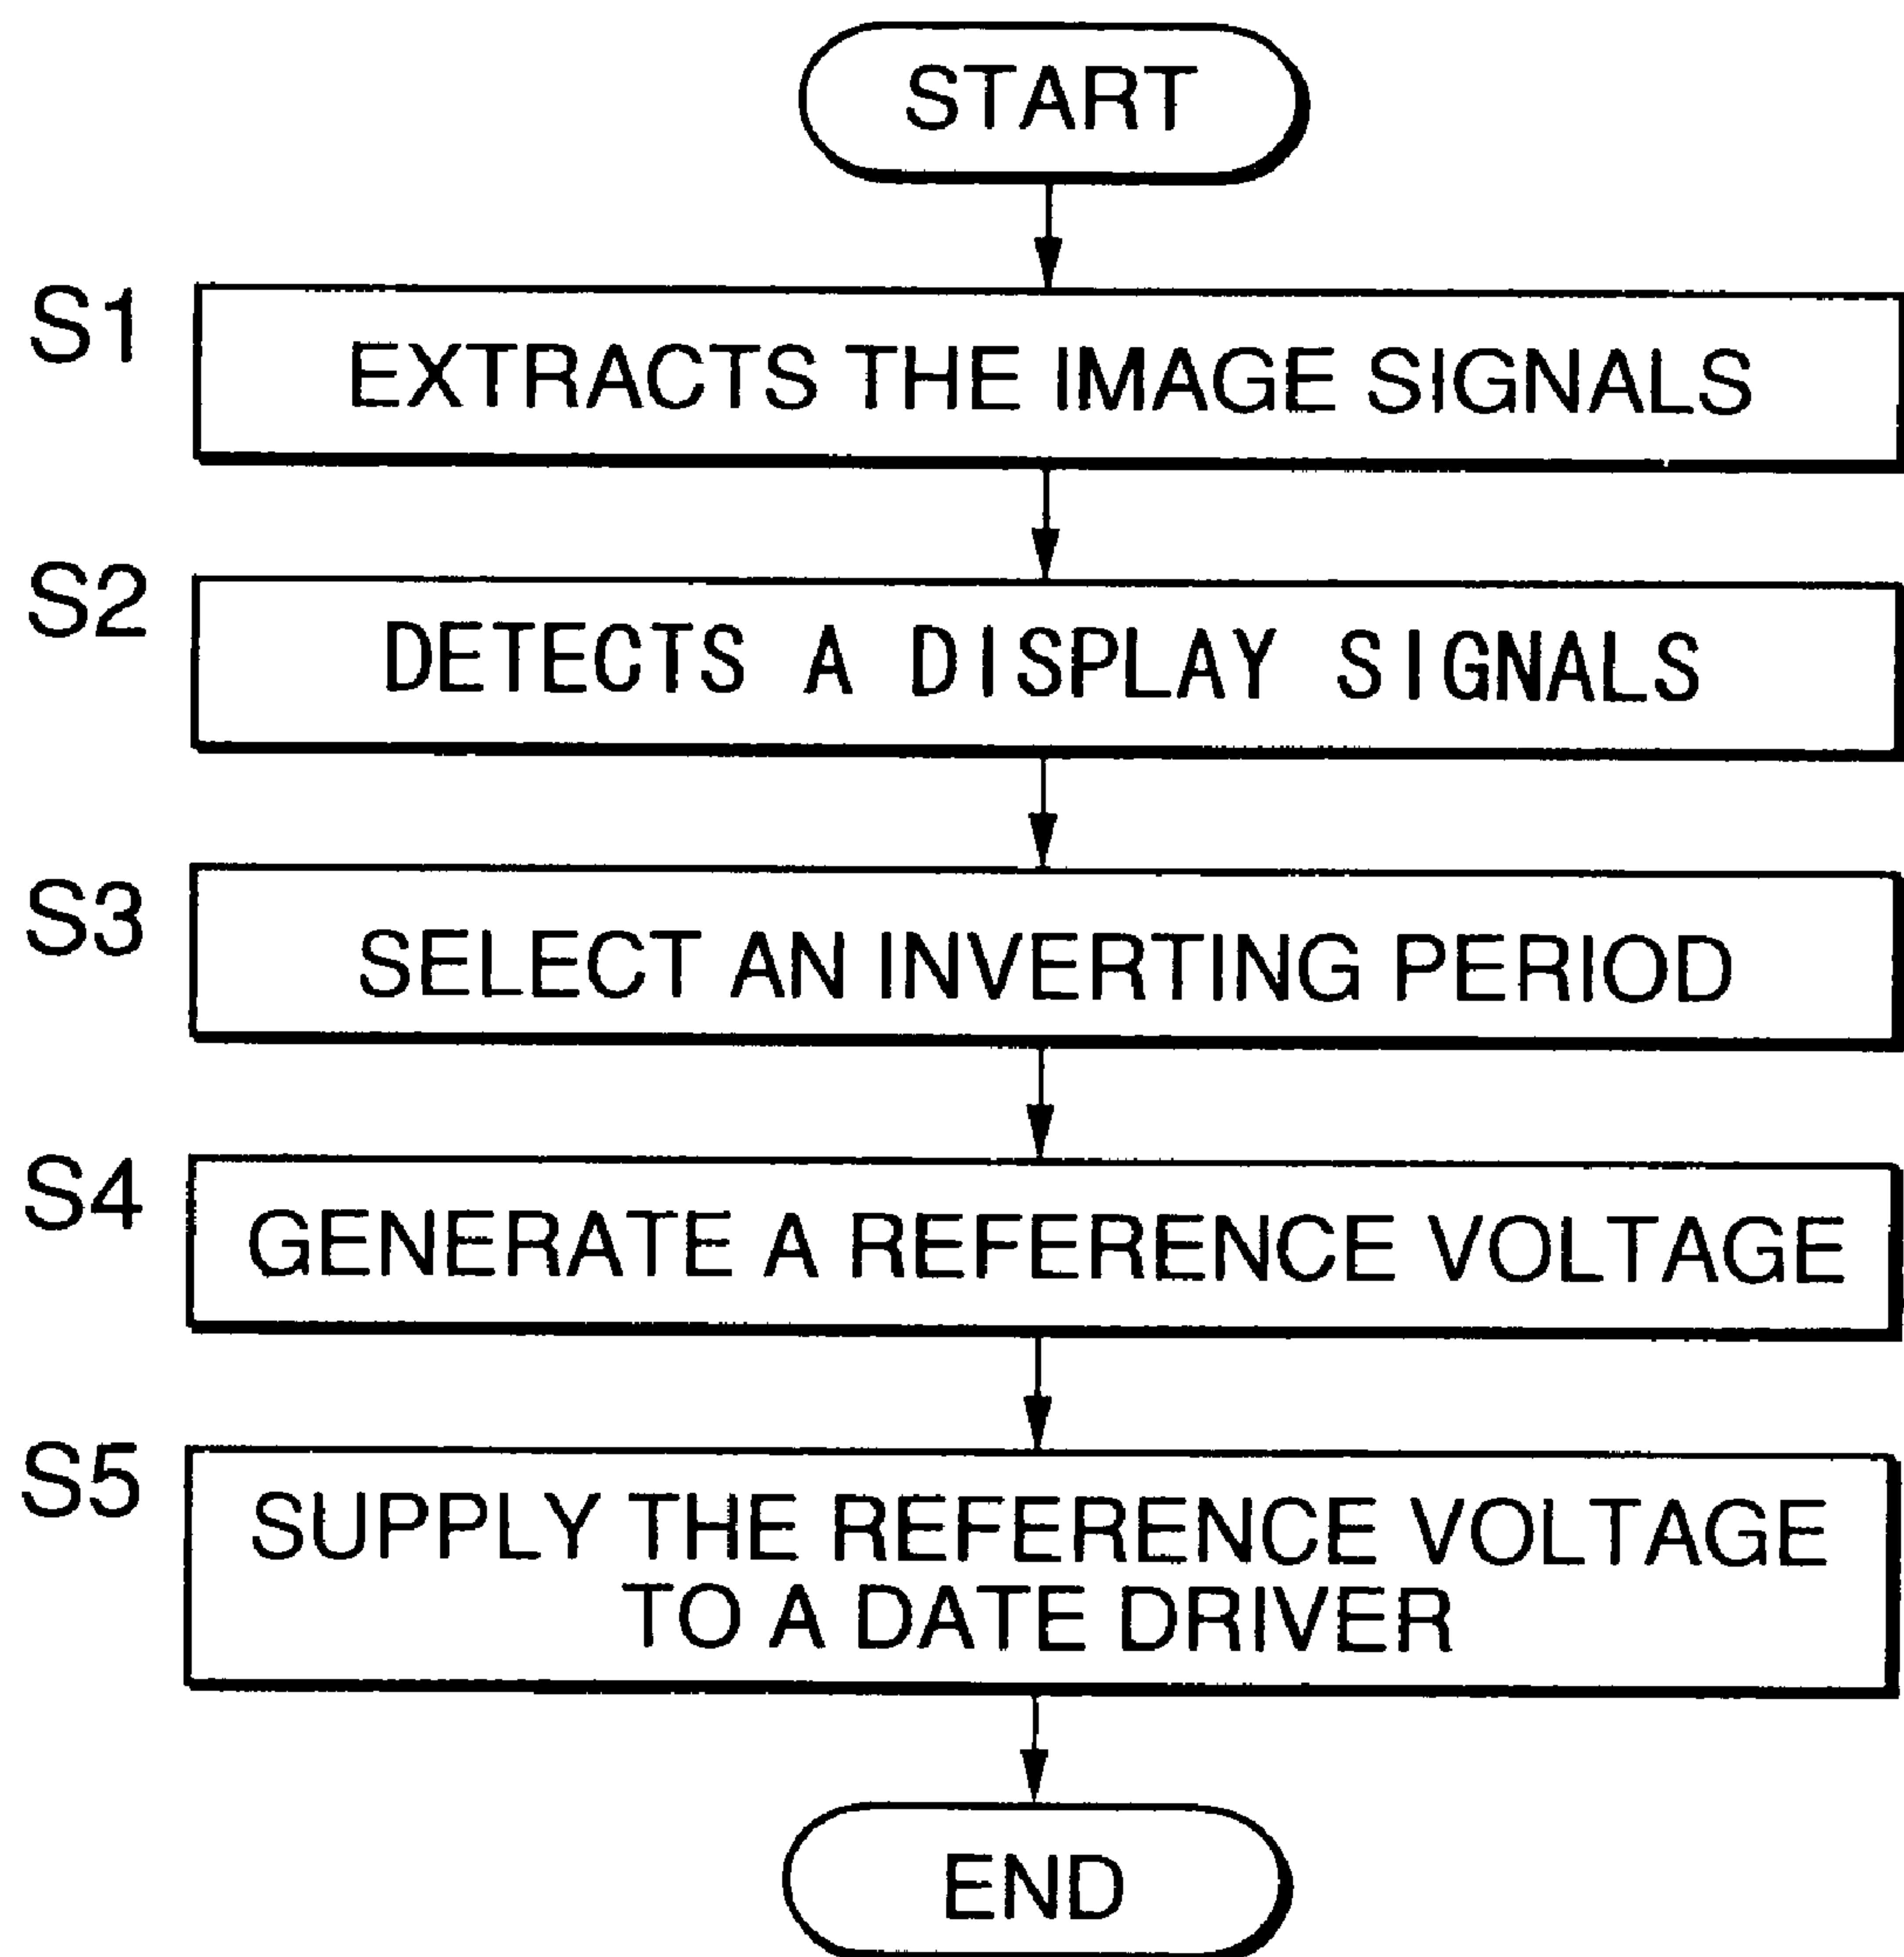 START
S1
EXTRACTS THE IMAGE SIGNALS
S2
DETECTS A DISPLAY SIGNALS
S3
SELECT AN INVERTING PERIOD
S4
GENERATE A REFERENCE VOLTAGE
S5
SUPPLY THE REFERENCE VOLTAGE
TO A DATE DRIVER
END